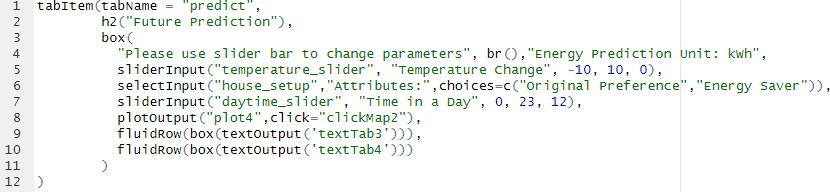 1 tabItem(tabName = "predict",
2         h2("Future Prediction"),
3         box(
4           "Please use slider bar to change parameters", br(),"Energy Prediction Unit: kWh",
5           sliderInput("temperature_slider", "Temperature Change", -10, 10, 0),
6           selectInput("house_setup","Attributes:",choices=c("Original Preference","Energy Saver")),
7           sliderInput("daytime_slider", "Time in a Day", 0, 23, 12),
8           plotOutput("plot4",click="clickMap2"),
9           fluidRow(box(textOutput('textTab3'))),
10           fluidRow(box(textOutput('textTab4')))
11         )
12 )